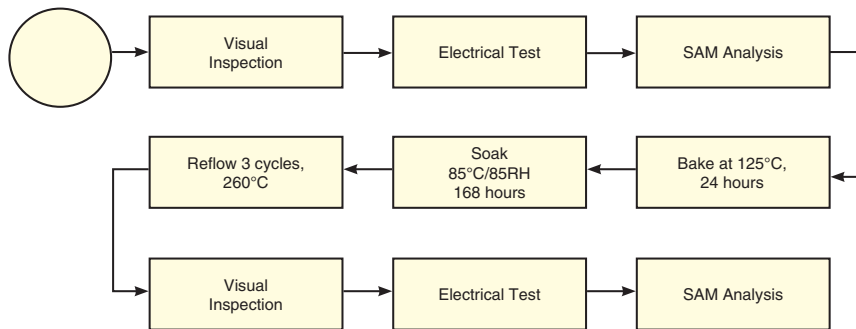 Visual
Inspection
Electrical Test
SAM Analysis
Bake at 125°C,
24 hours
Soak
85°C/85RH
168 hours
Reflow 3 cycles,
260°C
Visual
Inspection
Electrical Test
SAM Analysis